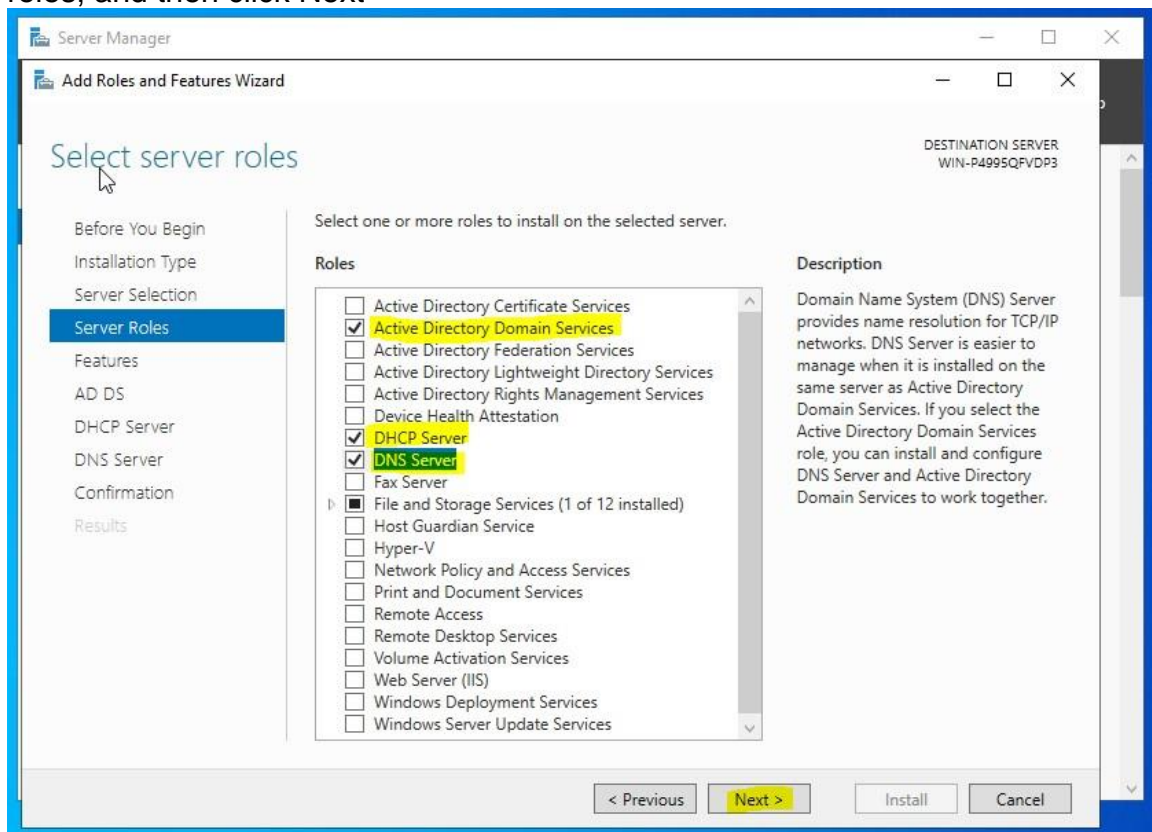 roles, and then click Next
Server Manager
Add Roles and Features Wizard
Select server roles
DESTINATION SERVER
WIN-P4995QFVDP3
Before You Begin
Installation Type
Server Selection
Server Roles
Features
AD DS
DHCP Server
DNS Server
Confirmation
Results
Select one or more roles to install on the selected server.
Roles
Active Directory Certificate Services
Active Directory Domain Services
Active Directory Federation Services
Active Directory Lightweight Directory Services
Active Directory Rights Management Services
Device Health Attestation
DHCP Server
DNS Server
Fax Server
File and Storage Services (1 of 12 installed)
Host Guardian Service
Hyper-V
Network Policy and Access Services
Print and Document Services
Remote Access
Remote Desktop Services
Volume Activation Services
Web Server (IIS)
Windows Deployment Services
Windows Server Update Services
Description
Domain Name System (DNS) Server
provides name resolution for TCP/IP
networks. DNS Server is easier to
manage when it is installed on the
same server as Active Directory
Domain Services. If you select the
Active Directory Domain Services
role, you can install and configure
DNS Server and Active Directory
Domain Services to work together.
< Previous
Next >
Install
Cancel